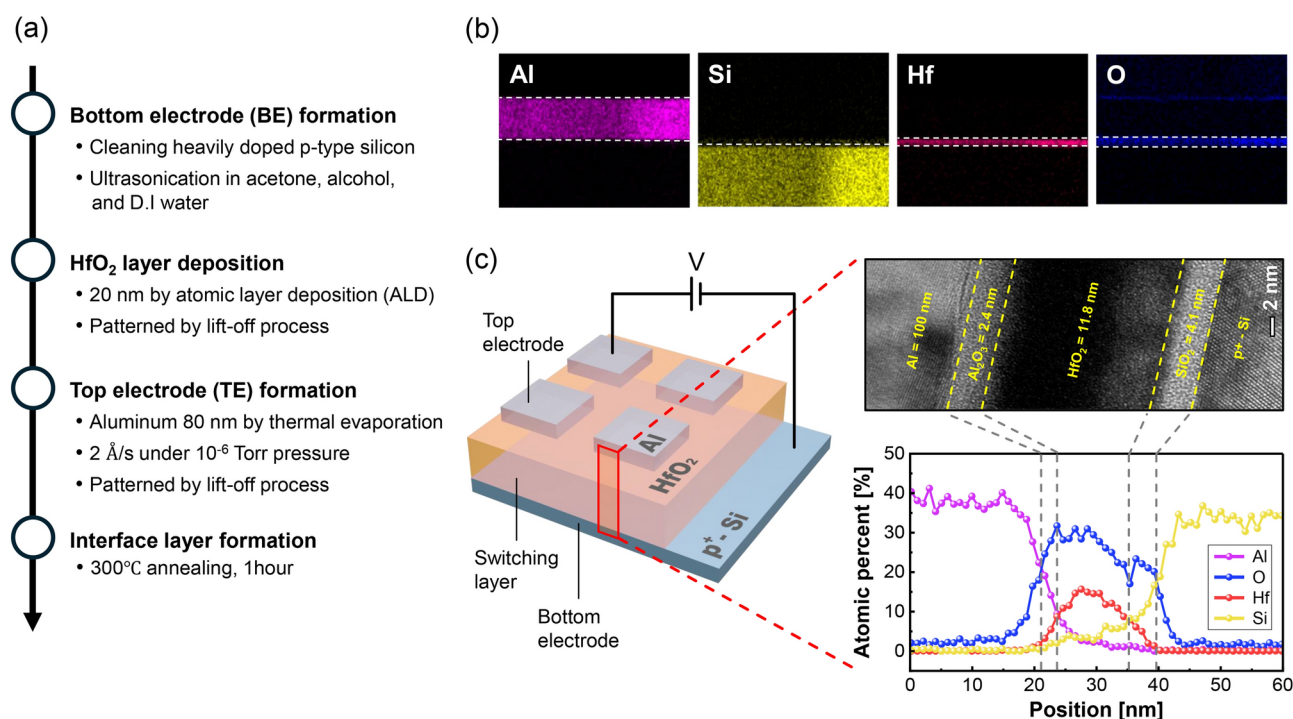 (a)
Bottom electrode (BE) formation
• Cleaning heavily doped p-type silicon
• Ultrasonication in acetone, alcohol,
and D.I water
HfO₂ layer deposition
• 20 nm by atomic layer deposition (ALD)
• Patterned by lift-off process
Top electrode (TE) formation
• Aluminum 80 nm by thermal evaporation
• 2 Å/s under 10⁻⁶ Torr pressure
• Patterned by lift-off process
Interface layer formation
• 300℃ annealing, 1hour
(b)
Al
Si
Hf
O
(c)
V
Top
electrode
Al
HfO₂
p⁺- Si
Switching
layer
Bottom
electrode
Al = 100 nm
Al₂O₃ = 2.4 nm
HfO₂ = 11.8 nm
SiO₂ = 4.1 nm
p+ - Si
2 nm
Atomic percent [%]
50
40
30
20
10
0
Al
O
Hf
Si
0 10 20 30 40 50 60
Position [nm]